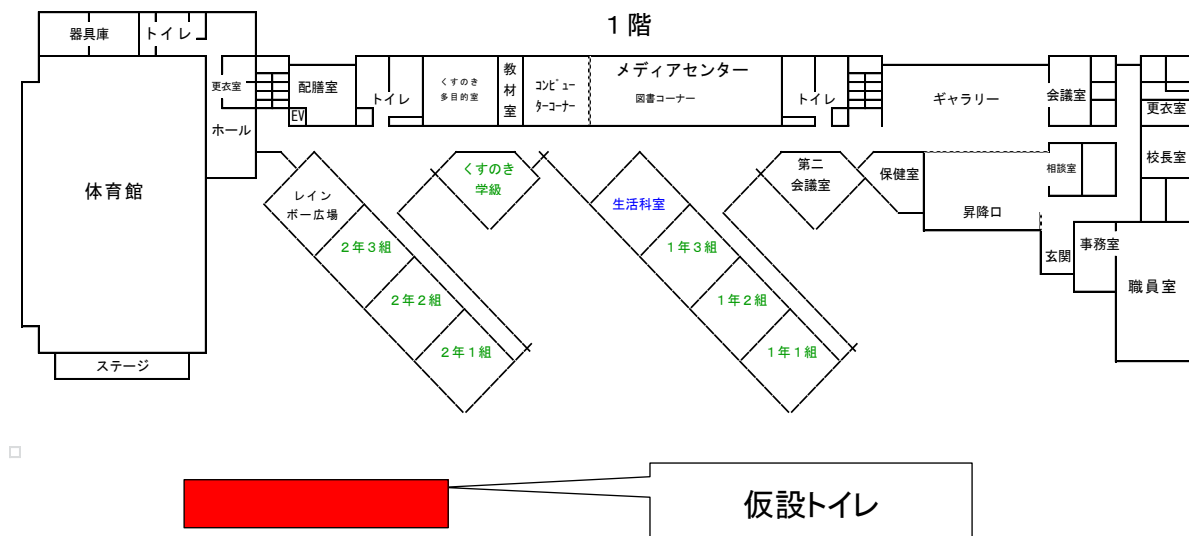 1階
器具庫
トイレ
更衣室
ホール
体育館
ステージ
配膳室
EV
トイレ
くすのき
多目的室
教
材
室
コンピュー
ターコーナー
メディアセンター
図書コーナー
トイレ
ギャラリー
会議室
更衣室
校長室
相談室
保健室
昇降口
玄関
事務室
職員室
第二
会議室
くすのき
学級
レイン
ボー広場
2年3組
2年2組
2年1組
生活科室
1年3組
1年2組
1年1組
仮設トイレ